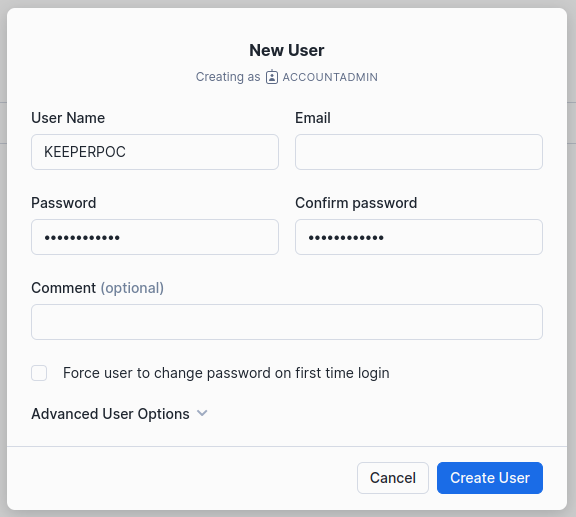 New User
Creating as ACCOUNTADMIN
User Name
Email
KEEPERPOC
Password
Confirm password
•••••••••••• ••••••••••••
Comment (optional)
Force user to change password on first time login
Advanced User Options
Cancel
Create User